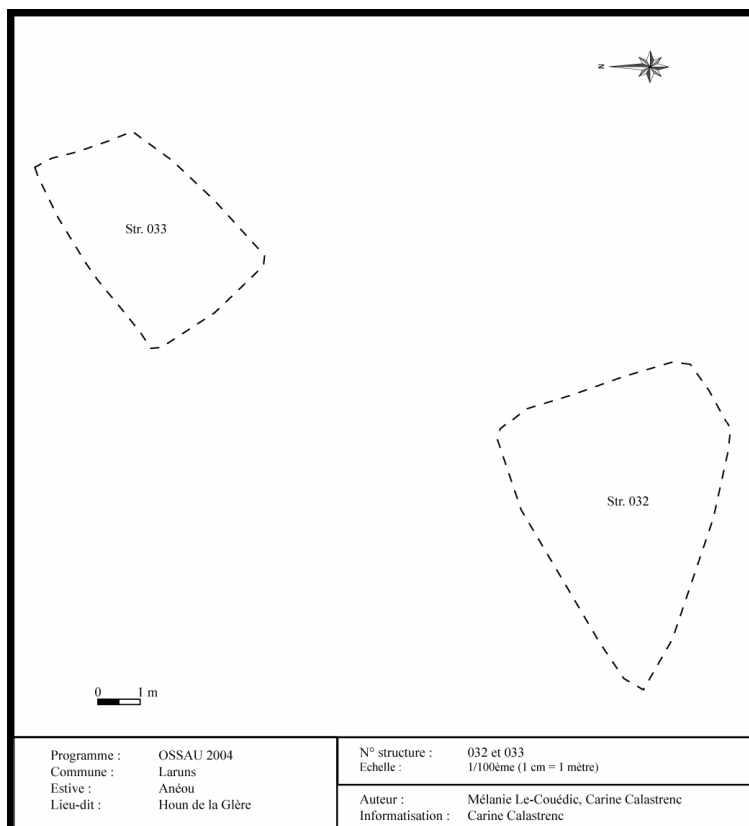 N
Str. 033
Str. 032
0 1 m
Programme : OSSAU 2004
Commune : Laruns
Estive : Anéou
Lieu-dit : Houn de la Glère
N° structure : 032 et 033
Echelle : 1/100ème (1 cm = 1 mètre)
Auteur : Mélanie Le-Couédic, Carine Calastrenc
Informatisation : Carine Calastrenc